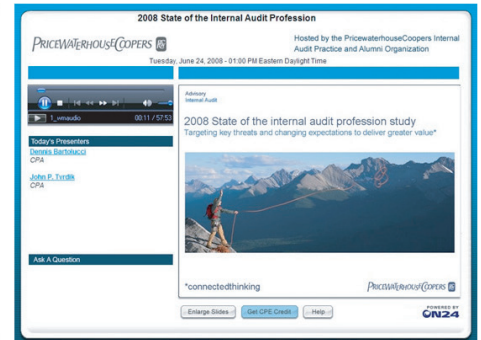 2008 State of the Internal Audit Profession
PRICEWATERHOUSECOOPERS
Hosted by the PricewaterhouseCoopers Internal
Audit Practice and Alumni Organization
Tuesday, June 24, 2008 - 01:00 PM Eastern Daylight Time
1_wmaudio 00:11 / 57:53
Today's Presenters
Dennis Bartolucci
CPA
John P. Tvrdik
CPA
Ask A Question
Advisory
Internal Audit
2008 State of the internal audit profession study
Targeting key threats and changing expectations to deliver greater value*
*connectedthinking
PRICEWATERHOUSECOOPERS
Enlarge Slides
Get CPE Credit
Help
POWERED BY
ON24